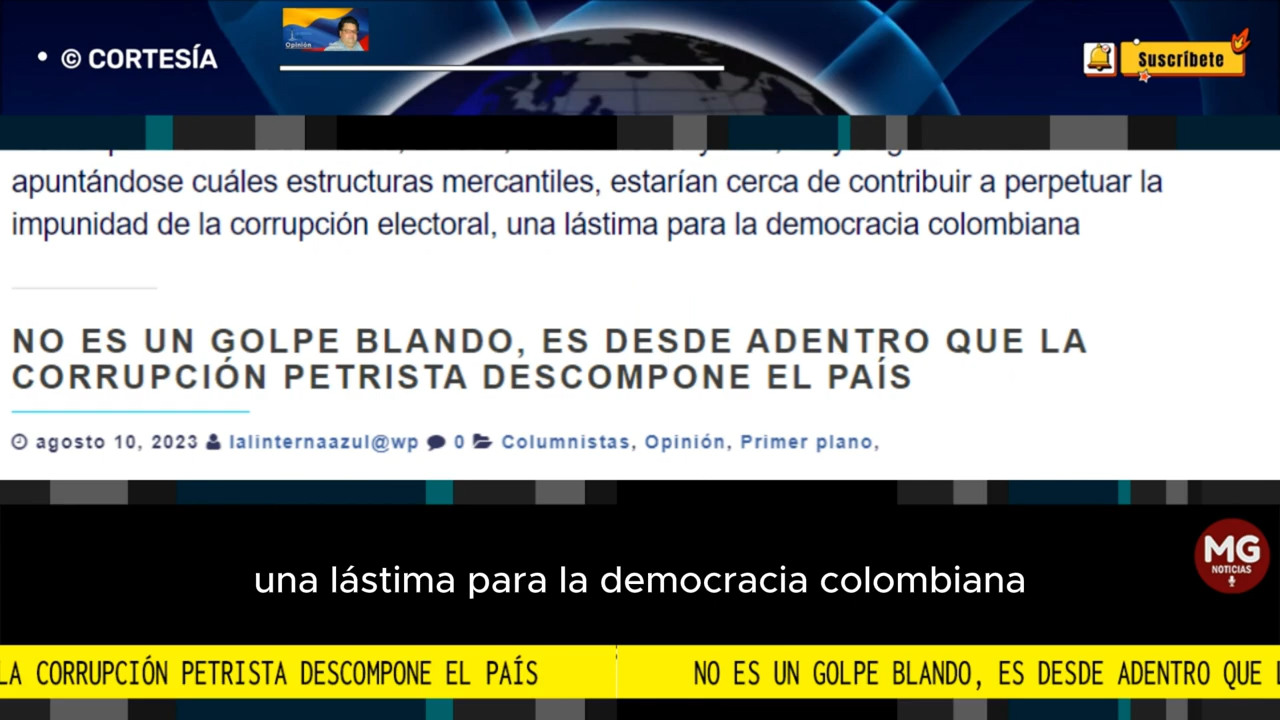 • © CORTESÍA
Opinión
Suscríbete
apuntándose cuáles estructuras mercantiles, estarían cerca de contribuir a perpetuar la
impunidad de la corrupción electoral, una lástima para la democracia colombiana
NO ES UN GOLPE BLANDO, ES DESDE ADENTRO QUE LA
CORRUPCIÓN PETRISTA DESCOMPONE EL PAÍS
agosto 10, 2023 lalinternaazul@wp 0 Columnistas, Opinión, Primer plano,
MG
NOTICIAS
una lástima para la democracia colombiana
LA CORRUPCIÓN PETRISTA DESCOMPONE EL PAÍS NO ES UN GOLPE BLANDO, ES DESDE ADENTRO QUE L